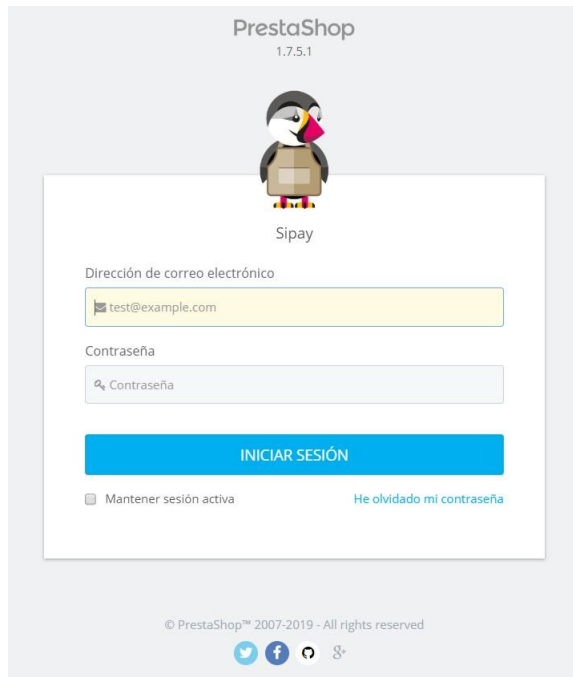 PrestaShop
1.7.5.1
Sipay
Dirección de correo electrónico
test@example.com
Contraseña
Contraseña
INICIAR SESIÓN
Mantener sesión activa He olvidado mi contraseña
© PrestaShop™ 2007-2019 - All rights reserved